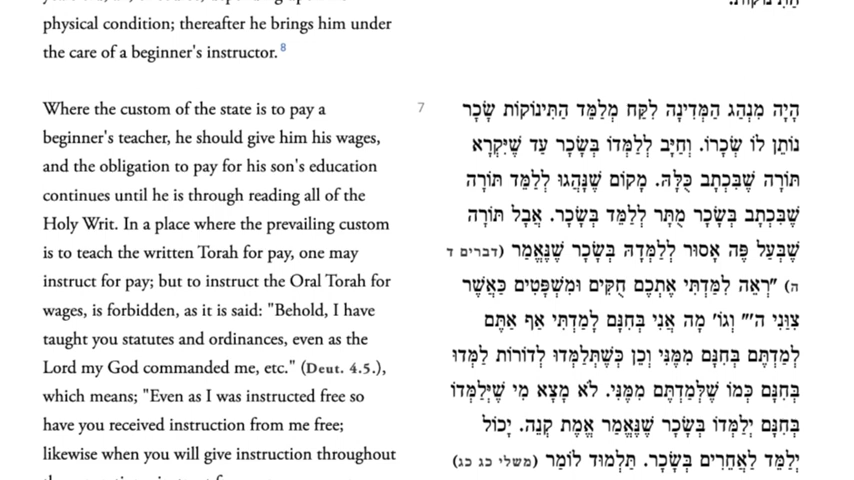 physical condition; thereafter he brings him under
the care of a beginner's instructor. 8
Where the custom of the state is to pay a
beginner's teacher, he should give him his wages,
and the obligation to pay for his son's education
continues until he is through reading all of the
Holy Writ. In a place where the prevailing custom
is to teach the written Torah for pay, one may
instruct for pay; but to instruct the Oral Torah for
wages, is forbidden, as it is said: "Behold, I have
taught you statutes and ordinances, even as the
Lord my God commanded me, etc." (Deut. 4.5.),
which means; "Even as I was instructed free so
have you received instruction from me free;
likewise when you will give instruction throughout
7
הָיָה מִנְהַג הַמְּדִינָה לִקַּח מְלַמֵּד הַתִּינוֹקוֹת שָׂכָר
נוֹתֵן לוֹ שְׂכָרוֹ. וְחַיָּב לְלַמְּדוֹ בְּשָׂכָר עַד שֶׁיִּקְרָא
תּוֹרָה שֶׁבִּכְתָב כֻּלָּהּ. מָקוֹם שֶׁנָּהֲגוּ לְלַמֵּד תּוֹרָה
שֶׁבִּכְתָב בְּשָׂכָר מֻתָּר לְלַמֵּד בְּשָׂכָר. אֲבָל תּוֹרָה
שֶׁבְּעַל פֶּה אָסוּר לְלַמְּדָהּ בְּשָׂכָר שֶׁנֶּאֱמַר (דברים ד
ה) "רְאֵה לִמַּדְתִּי אֶתְכֶם חֻקִּים וּמִשְׁפָּטִים כַּאֲשֶׁר
צִוַּנִי ה'" וְגוֹ' מָה אֲנִי בְּחִנָּם לָמַדְתִּי אַף אַתֶּם
לְמַדְתֶּם בְּחִנָּם מִמֶּנִּי וְכֵן כְּשֶׁתְּלַמְּדוּ לְדוֹרוֹת לַמְּדוּ
בְּחִנָּם כְּמוֹ שֶׁלְּמַדְתֶּם מִמֶּנִּי. לֹא מָצָא מִי שֶׁיְּלַמְּדוֹ
בְּחִנָּם יְלַמְּדוֹ בְּשָׂכָר שֶׁנֶּאֱמַר אֱמֶת קְנֵה. יָכוֹל
יְלַמֵּד לַאֲחֵרִים בְּשָׂכָר. תַּלְמוּד לוֹמַר (משלי כג כג)